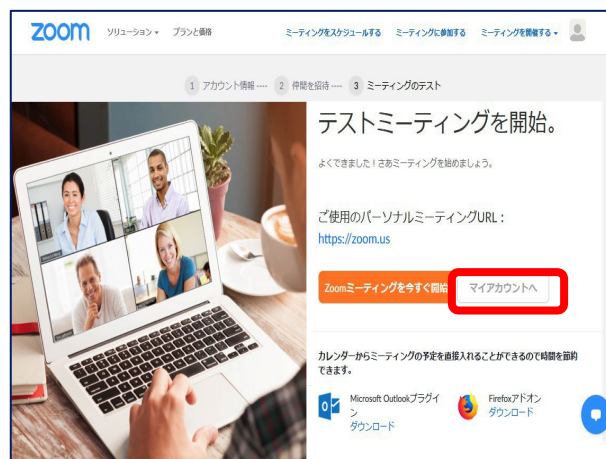 zoom ソリューション▾ プランと価格 ミーティングをスケジュールする ミーティングに参加する ミーティングを開催する▾
1 アカウント情報 ---- 2 仲間を招待 ---- 3 ミーティングのテスト
テストミーティングを開始。
よくできました！さあミーティングを始めましょう。
ご使用のパーソナルミーティングURL：
https://zoom.us
Zoomミーティングを今すぐ開始 マイアカウントへ
カレンダーからミーティングの予定を直接入れることができるので時間を節約
できます。
Microsoft Outlookプラグイ
ン
ダウンロード
Firefoxアドオン
ダウンロード